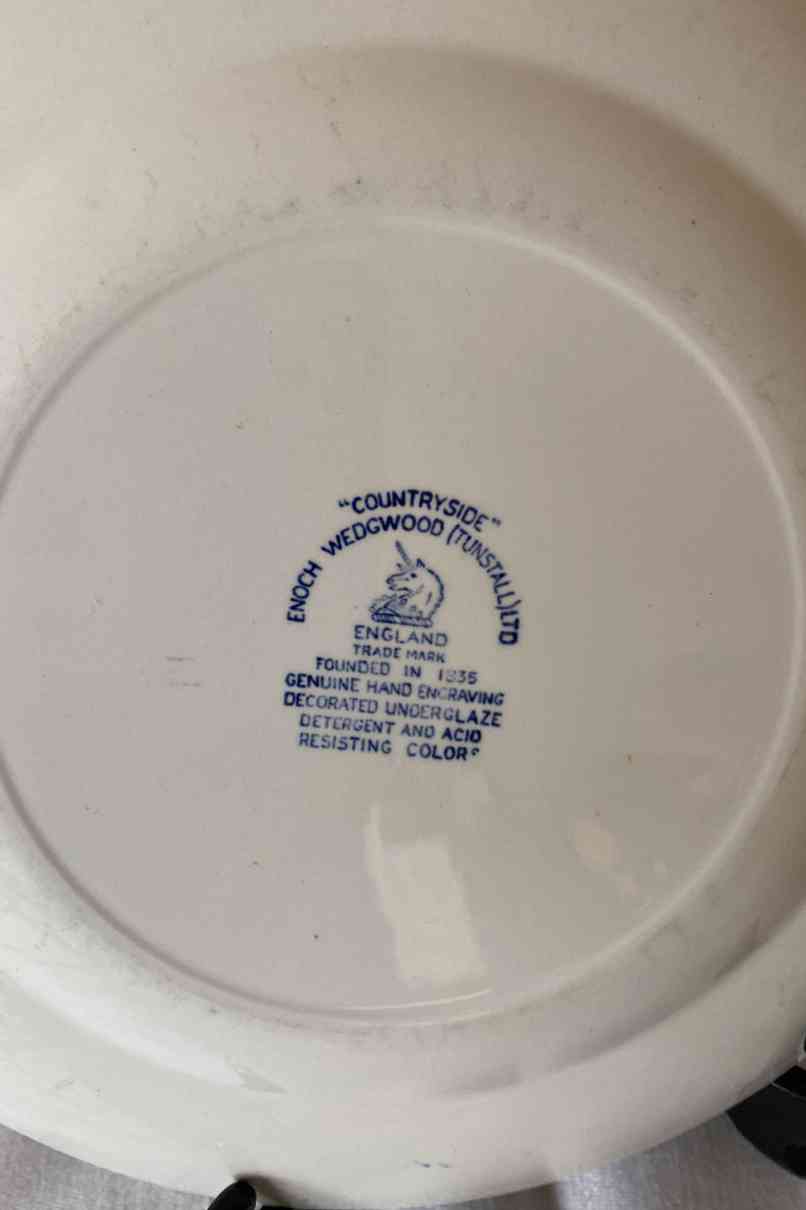 "COUNTRYSIDE"
ENOCH WEDGWOOD (TUNSTALL) LTD
ENGLAND
TRADE MARK
FOUNDED IN 1835
GENUINE HAND ENGRAVING
DECORATED UNDERGLAZE
DETERGENT AND ACID
RESISTING COLORS